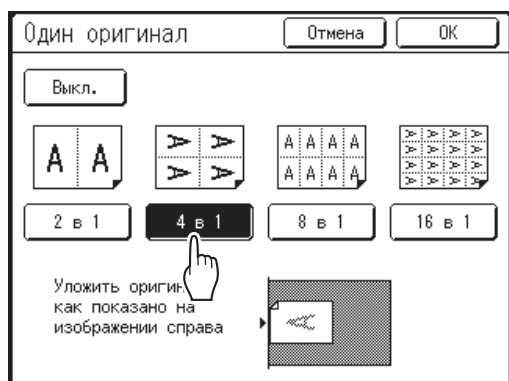 Один оригинал
Отмена
OK
Выкл.
A A
A A
A A
A A A A
A A A A
A A A A
A A A A
A A A A
A A A A
2 в 1
4 в 1
8 в 1
16 в 1
Уложить
как показано на
изображении справа
A